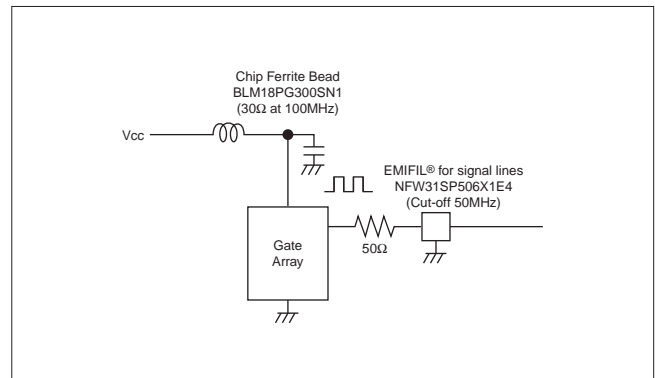 Chip Ferrite Bead
BLM18PG300SN1
(30Ω at 100MHz)
Vcc
EMIFIL® for signal lines
NFW31SP506X1E4
(Cut-off 50MHz)
Gate
Array
50Ω